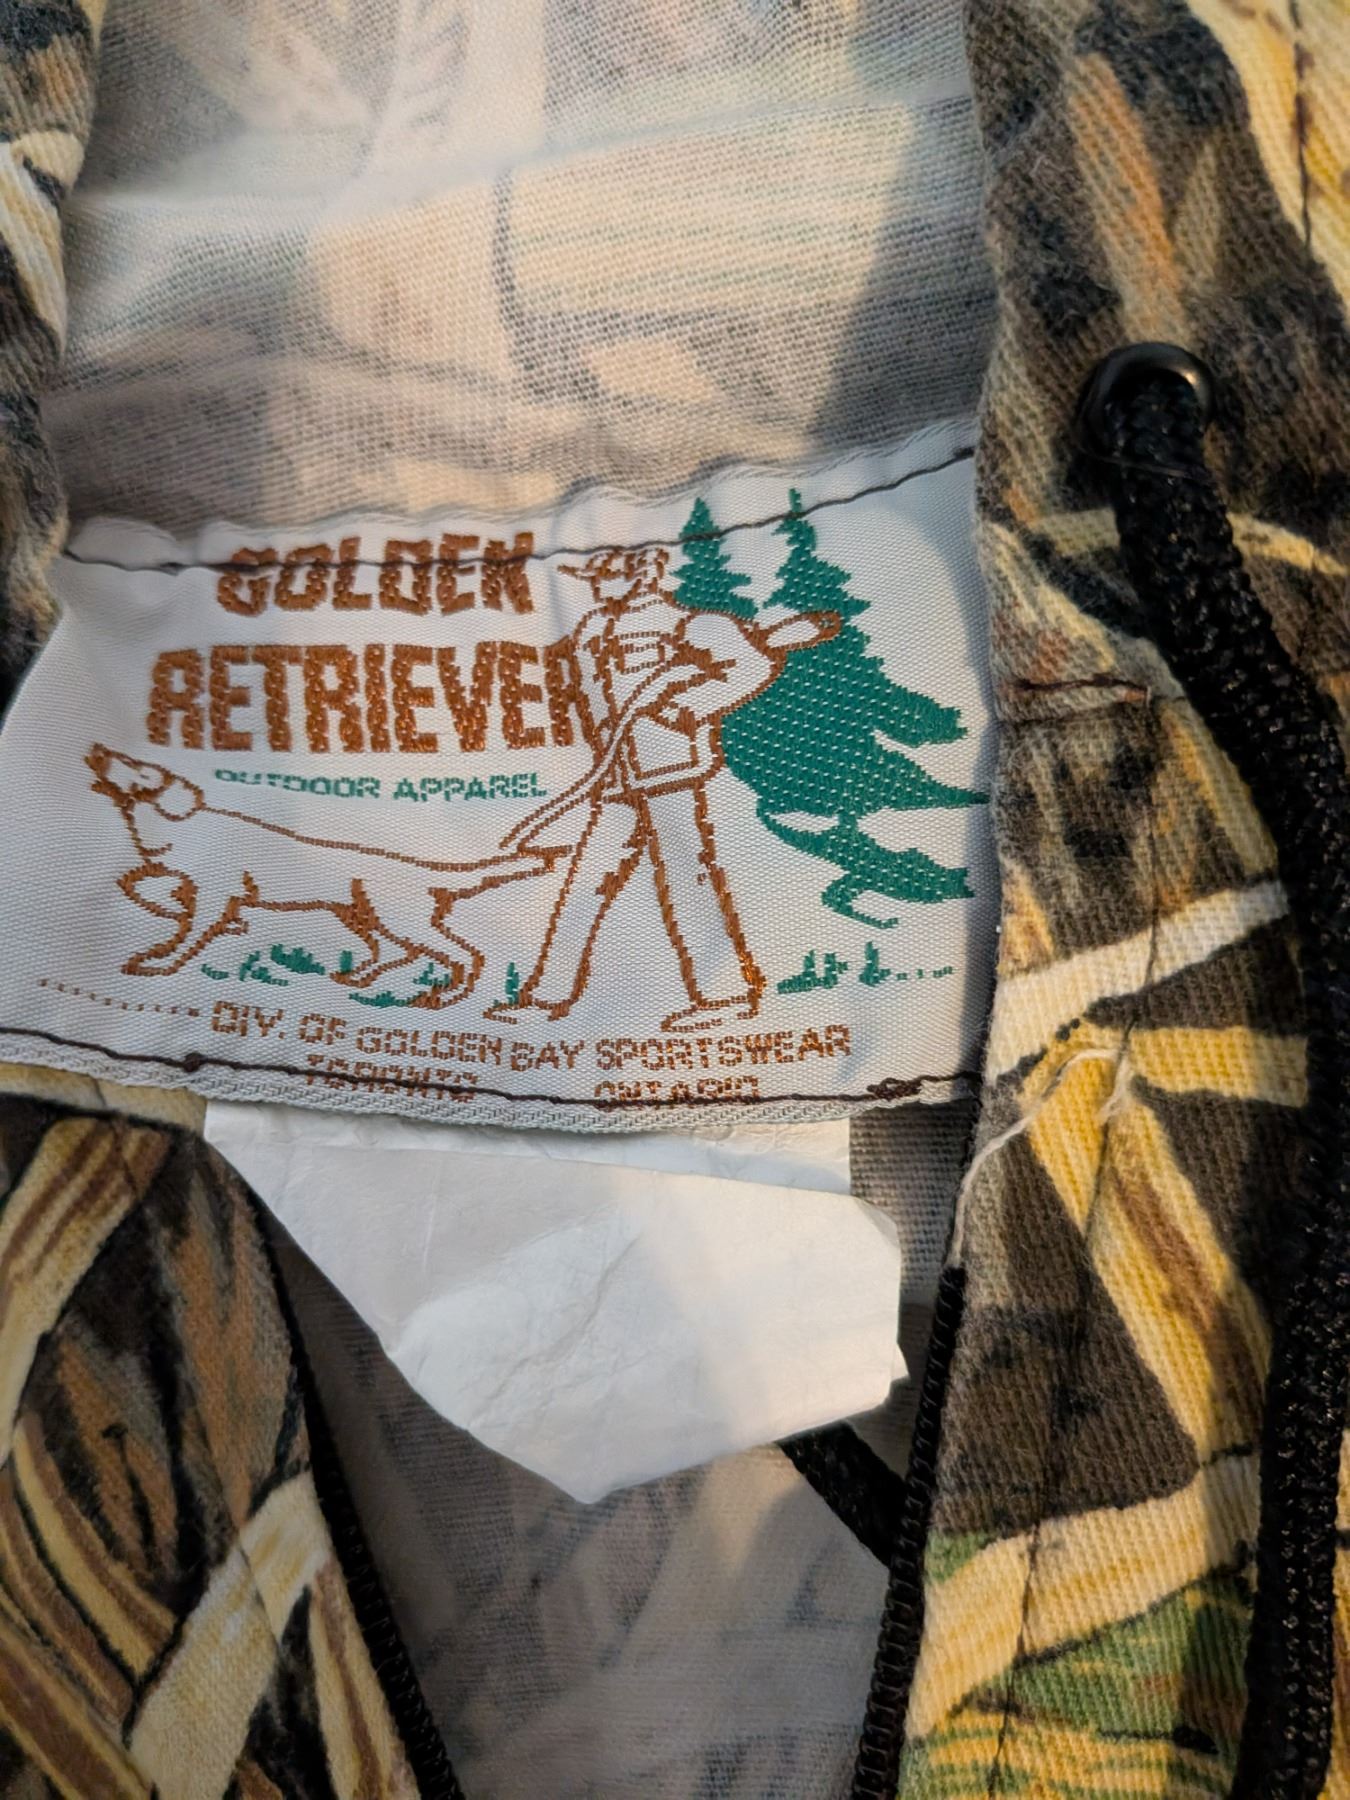 GOLDEN
RETRIEVER
OUTDOOR APPAREL
DIV. OF GOLDEN BAY SPORTSWEAR
TORONTO ONTARIO